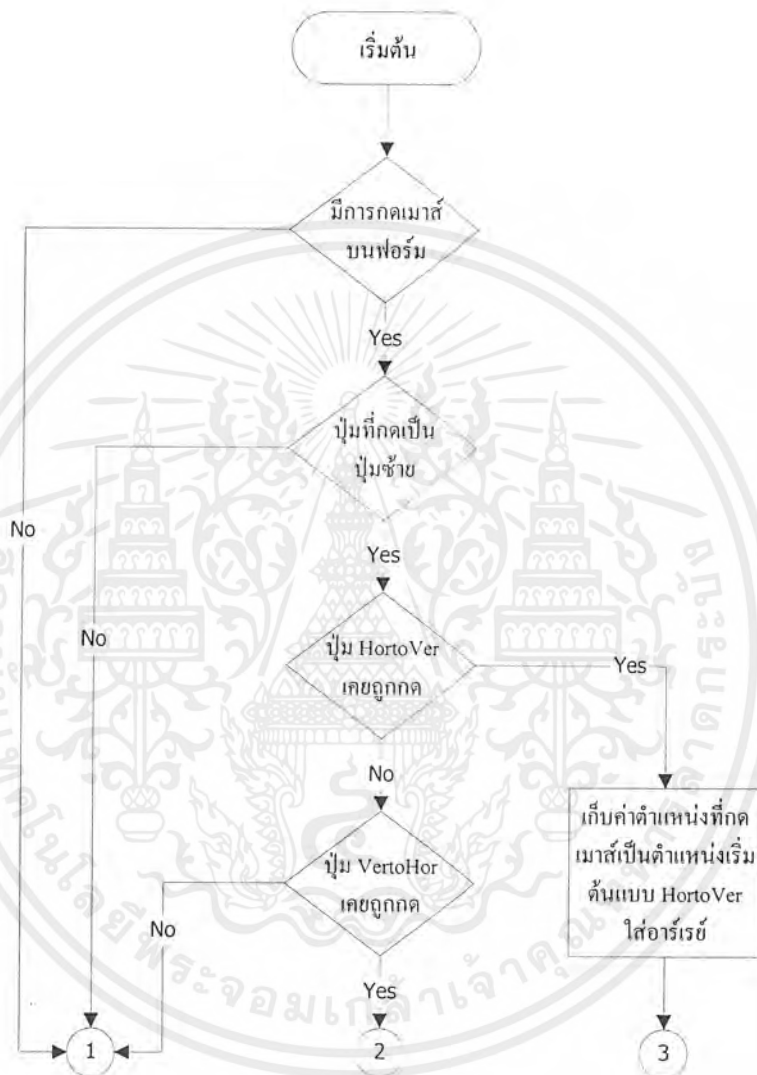 เริ่มต้น
มีการกดเมาส์
บนฟอร์ม
Yes
ปุ่มที่กดเป็น
ปุ่มซ้าย
No
Yes
No
ปุ่ม HortoVer
เคยถูกกด
Yes
No
เก็บค่าตำแหน่งที่กด
เมาส์เป็นตำแหน่งเริ่ม
ต้นแบบ HortoVer
ใส่อาร์เรย์
ปุ่ม VertoHor
เคยถูกกด
No
Yes
1
2
3